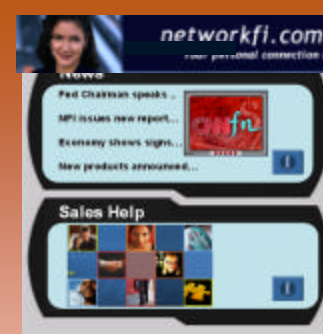 networkfi.com
Your personal connection
News
Fed Chairman speaks...
NFI issues new report...
Economy shows signs...
New products announced...
CNNfn
Sales Help